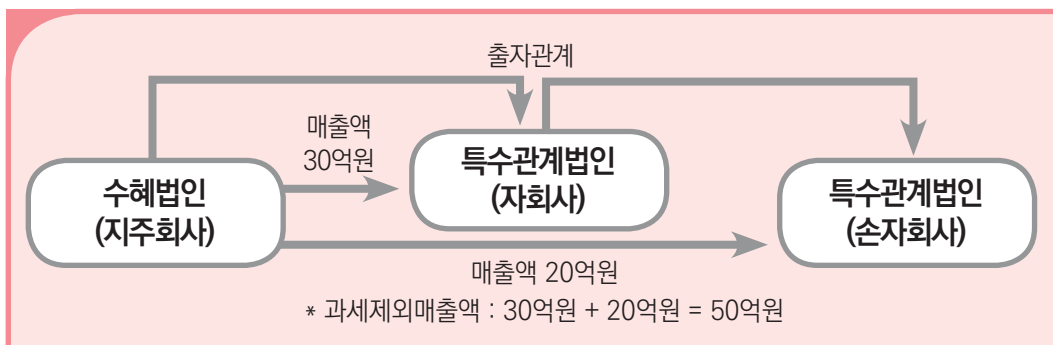 출자관계
매출액
30억원
수혜법인
(지주회사)
특수관계법인
(자회사)
특수관계법인
(손자회사)
매출액 20억원
* 과세제외매출액 : 30억원 + 20억원 = 50억원